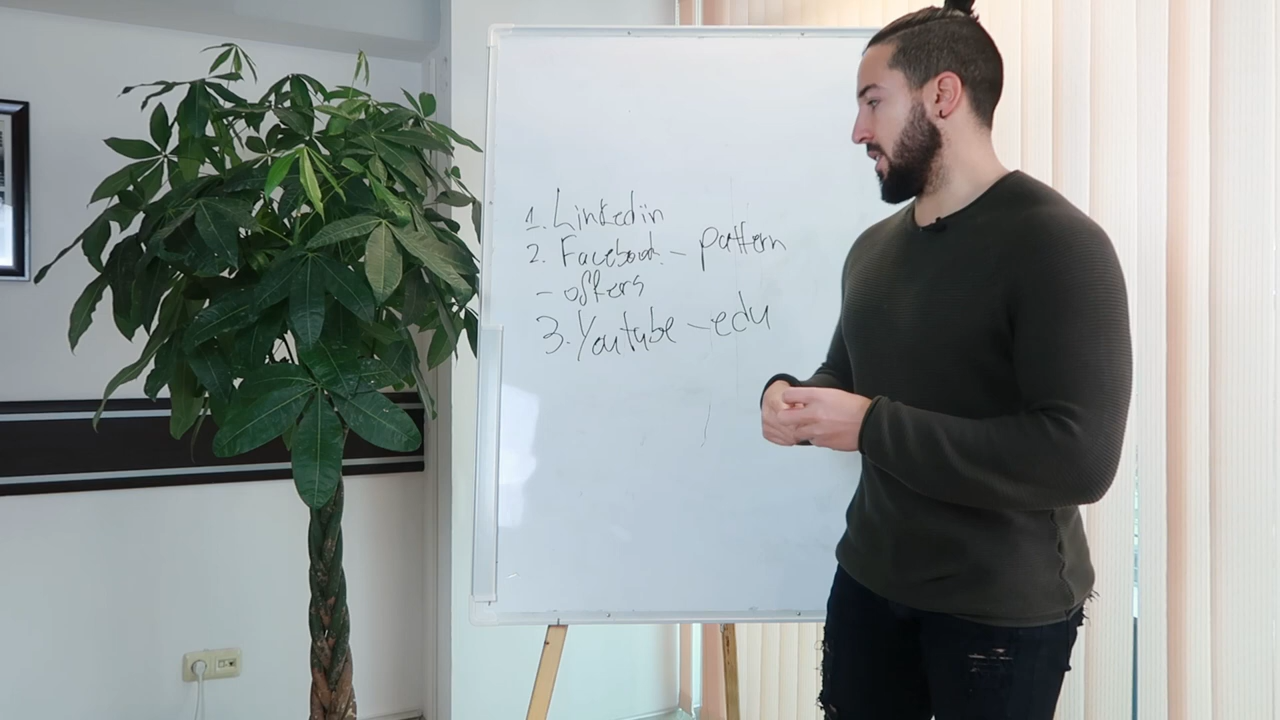 1. Linkedin
2. Facebook - pattern
- offers
3. Youtube - edu